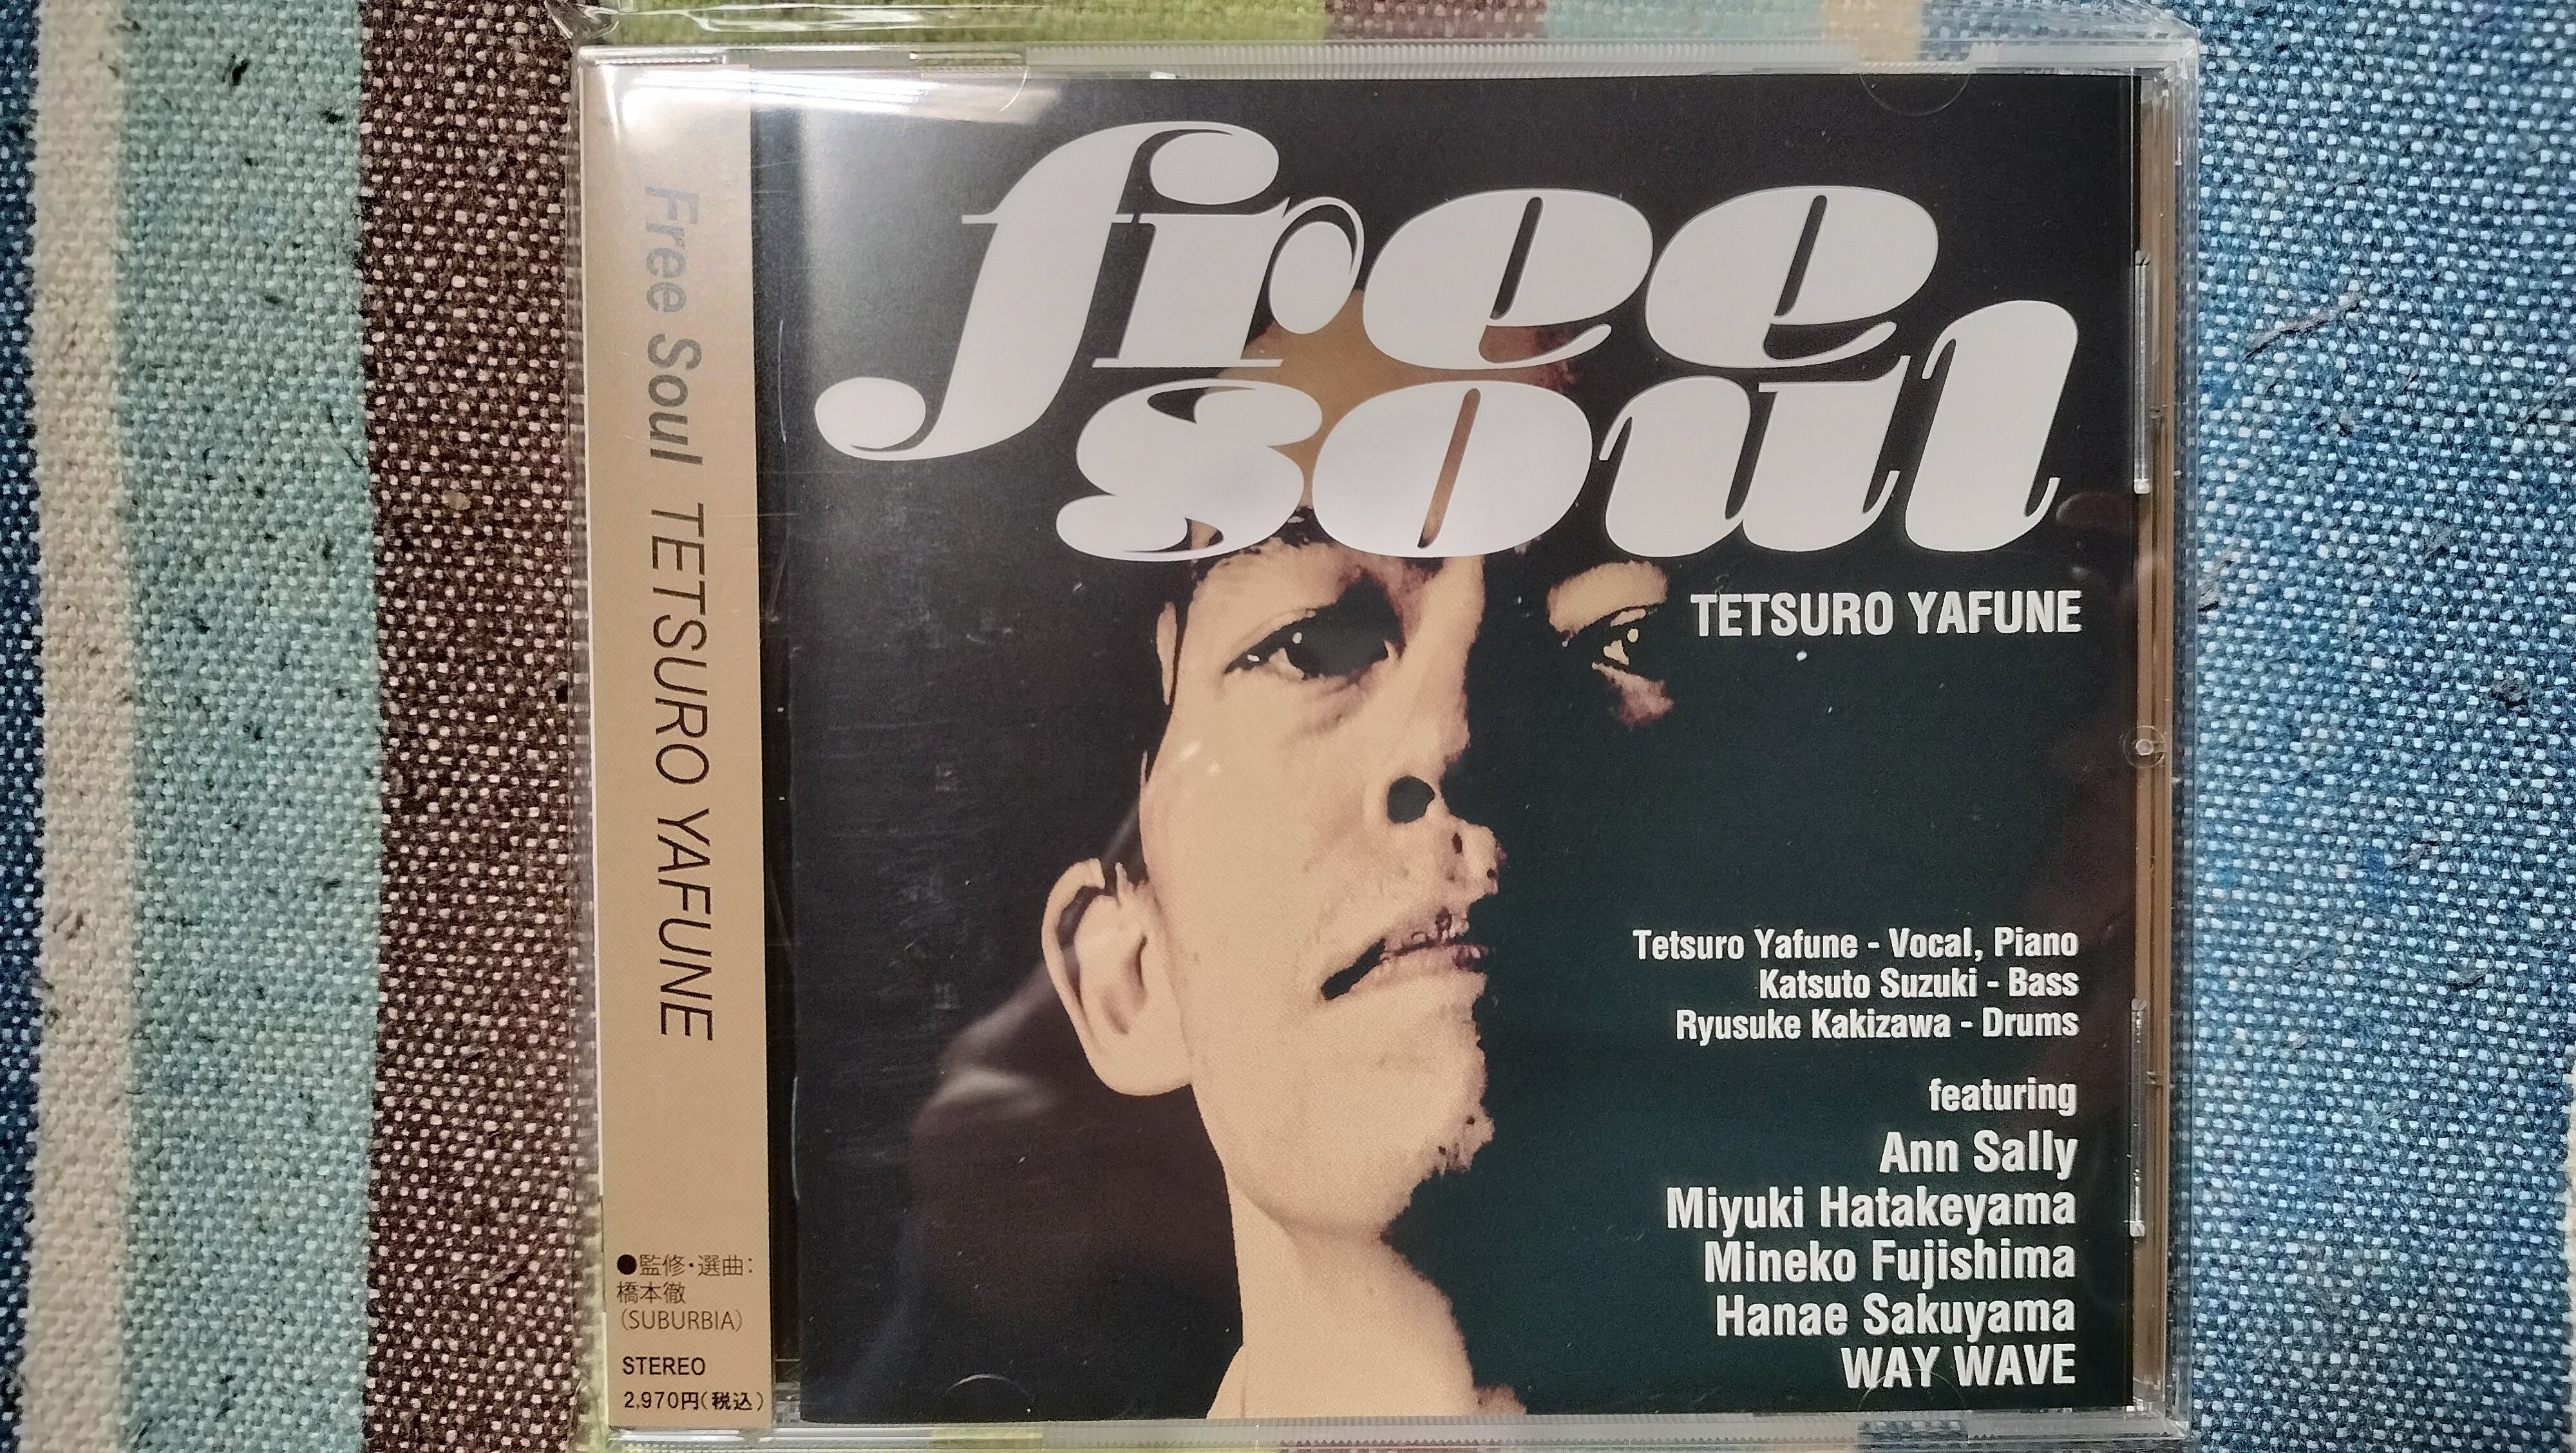 Free Soul TETSURO YAFUNE
●監修・選曲:
橋本徹
(SUBURBIA)
STEREO
2,970円(税込)
free
soul
TETSURO YAFUNE
Tetsuro Yafune - Vocal, Piano
Katsuto Suzuki - Bass
Ryusuke Kakizawa - Drums
featuring
Ann Sally
Miyuki Hatakeyama
Mineko Fujishima
Hanae Sakuyama
WAY WAVE